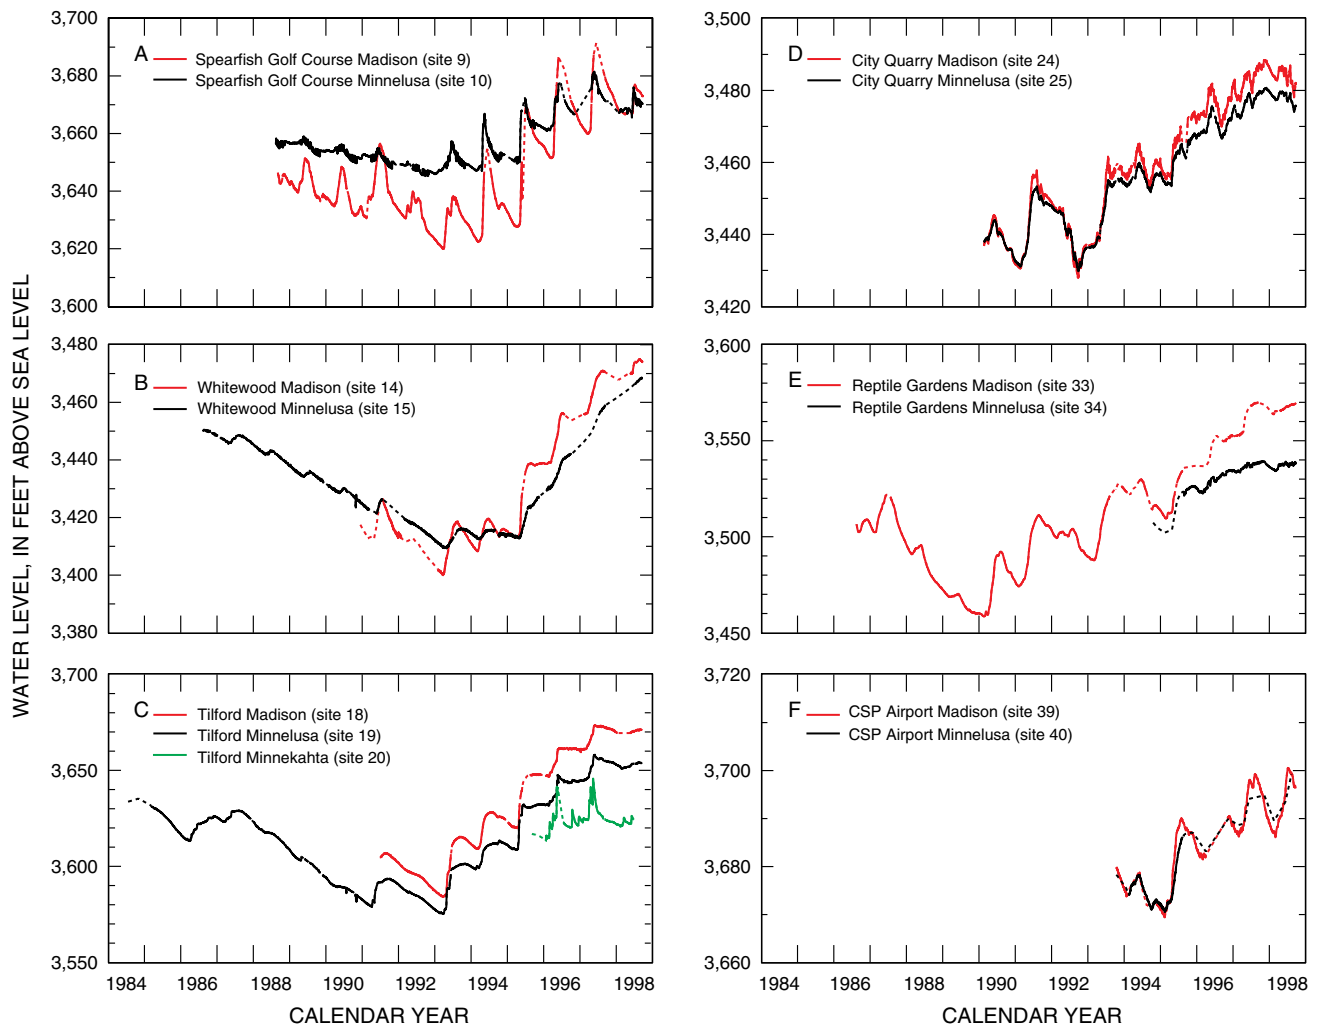 WATER LEVEL, IN FEET ABOVE SEA LEVEL
A
Spearfish Golf Course Madison (site 9)
Spearfish Golf Course Minnelusa (site 10)
3,700
3,680
3,660
3,640
3,620
3,600
B
Whitewood Madison (site 14)
Whitewood Minnelusa (site 15)
3,480
3,460
3,440
3,420
3,400
3,380
C
Tilford Madison (site 18)
Tilford Minnelusa (site 19)
Tilford Minnekahta (site 20)
3,700
3,650
3,600
3,550
1984 1986 1988 1990 1992 1994 1996 1998
CALENDAR YEAR
D
City Quarry Madison (site 24)
City Quarry Minnelusa (site 25)
3,500
3,480
3,460
3,440
3,420
E
Reptile Gardens Madison (site 33)
Reptile Gardens Minnelusa (site 34)
3,600
3,550
3,500
3,450
F
CSP Airport Madison (site 39)
CSP Airport Minnelusa (site 40)
3,720
3,700
3,680
3,660
1984 1986 1988 1990 1992 1994 1996 1998
CALENDAR YEAR